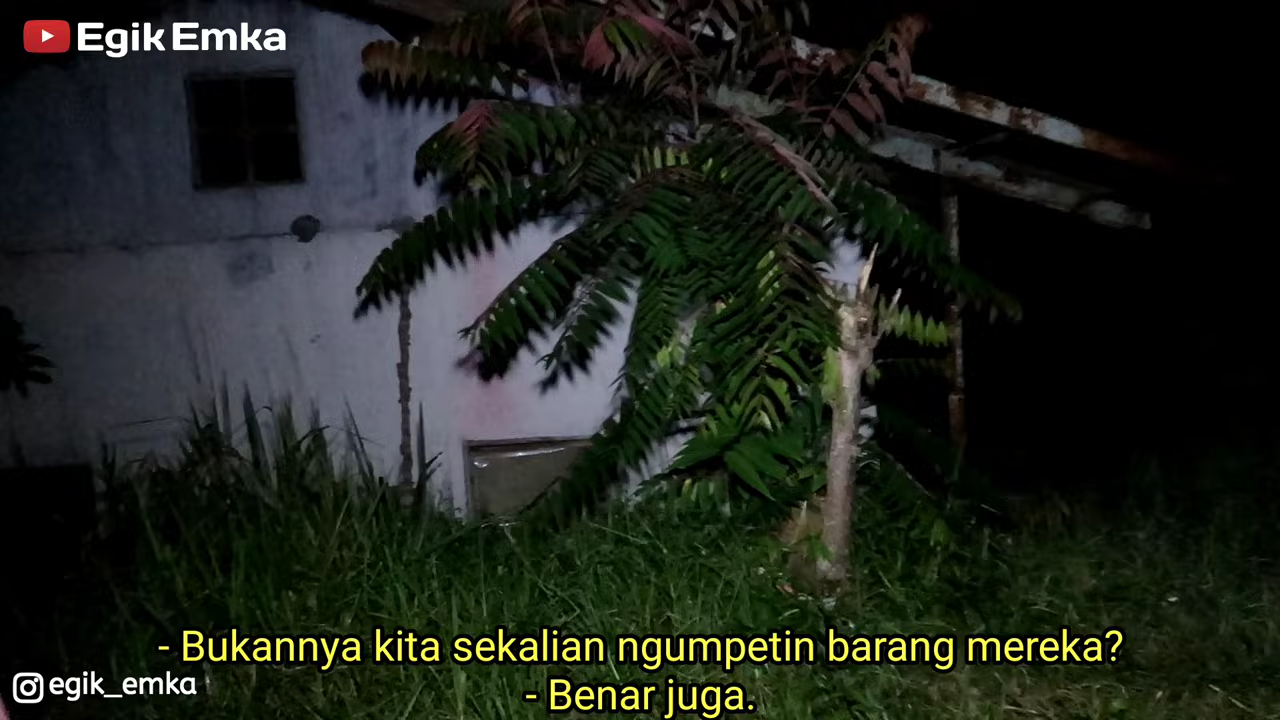 Egik Emka
- Bukannya kita sekalian ngumpetin barang mereka?
- Benar juga.
egik_emka